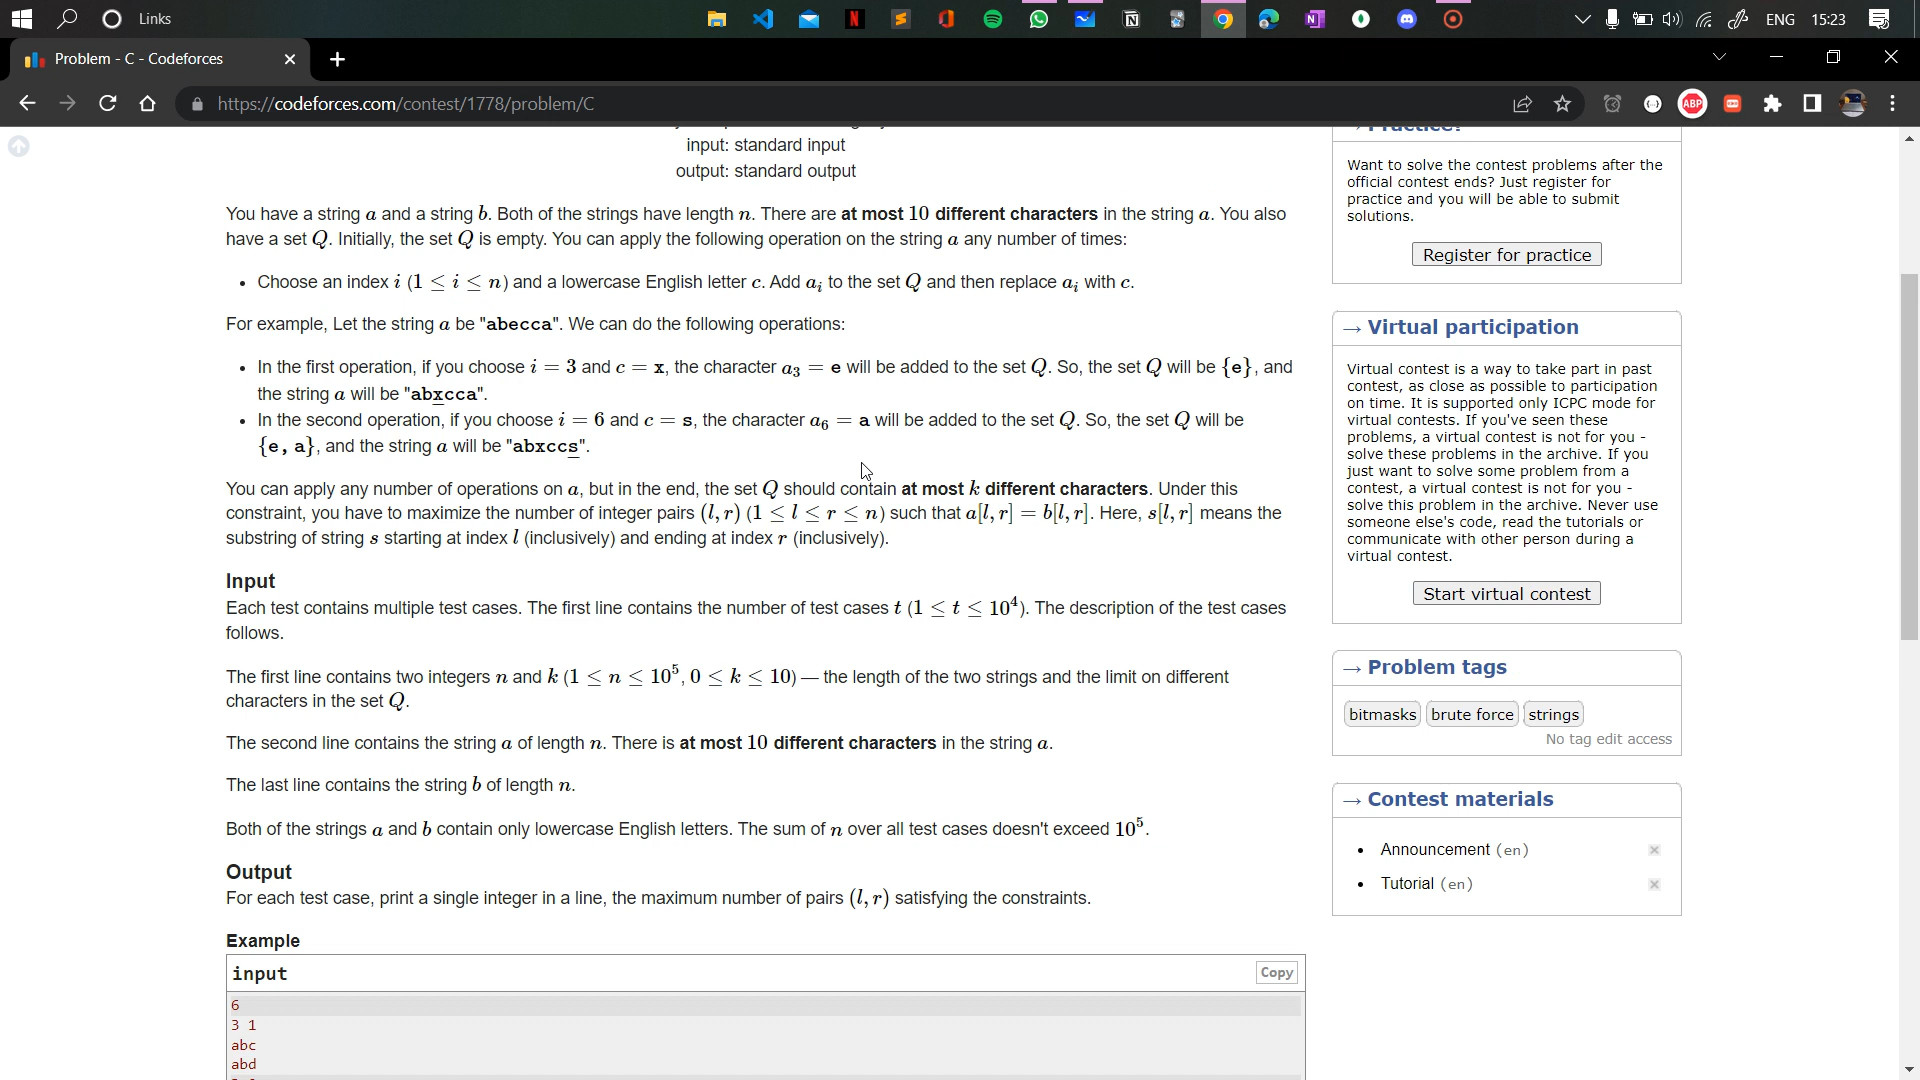 Links
ENG
15:23
Problem - C - Codeforces
https://codeforces.com/contest/1778/problem/C
ABP
input: standard input
output: standard output
You have a string a and a string b. Both of the strings have length n. There are at most 10 different characters in the string a. You also
have a set Q. Initially, the set Q is empty. You can apply the following operation on the string a any number of times:
• Choose an index i (1 ≤ i ≤ n) and a lowercase English letter c. Add aᵢ to the set Q and then replace aᵢ with c.
For example, Let the string a be "abecca". We can do the following operations:
• In the first operation, if you choose i = 3 and c = x, the character a₃ = e will be added to the set Q. So, the set Q will be {e}, and
the string a will be "abxcca".
• In the second operation, if you choose i = 6 and c = s, the character a₆ = a will be added to the set Q. So, the set Q will be
{e, a}, and the string a will be "abxccs".
You can apply any number of operations on a, but in the end, the set Q should contain at most k different characters. Under this
constraint, you have to maximize the number of integer pairs (l, r) (1 ≤ l ≤ r ≤ n) such that a[l, r] = b[l, r]. Here, s[l, r] means the
substring of string s starting at index l (inclusively) and ending at index r (inclusively).
Input
Each test contains multiple test cases. The first line contains the number of test cases t (1 ≤ t ≤ 10⁴). The description of the test cases
follows.
The first line contains two integers n and k (1 ≤ n ≤ 10⁵, 0 ≤ k ≤ 10) — the length of the two strings and the limit on different
characters in the set Q.
The second line contains the string a of length n. There is at most 10 different characters in the string a.
The last line contains the string b of length n.
Both of the strings a and b contain only lowercase English letters. The sum of n over all test cases doesn't exceed 10⁵.
Output
For each test case, print a single integer in a line, the maximum number of pairs (l, r) satisfying the constraints.
Example
input
Copy
6
3 1
abc
abd
→ Practice?
Want to solve the contest problems after the
official contest ends? Just register for
practice and you will be able to submit
solutions.
Register for practice
→ Virtual participation
Virtual contest is a way to take part in past
contest, as close as possible to participation
on time. It is supported only ICPC mode for
virtual contests. If you've seen these
problems, a virtual contest is not for you -
solve these problems in the archive. If you
just want to solve some problem from a
contest, a virtual contest is not for you -
solve this problem in the archive. Never use
someone else's code, read the tutorials or
communicate with other person during a
virtual contest.
Start virtual contest
→ Problem tags
bitmasks
brute force
strings
No tag edit access
→ Contest materials
• Announcement (en)
• Tutorial (en)